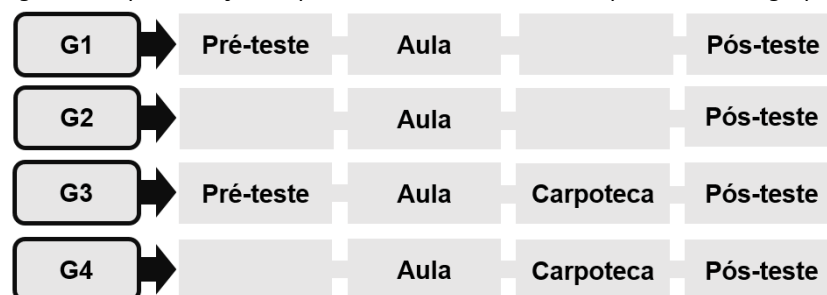 G1 Pré-teste Aula Pós-teste
G2 Aula Pós-teste
G3 Pré-teste Aula Carpoteca Pós-teste
G4 Aula Carpoteca Pós-teste